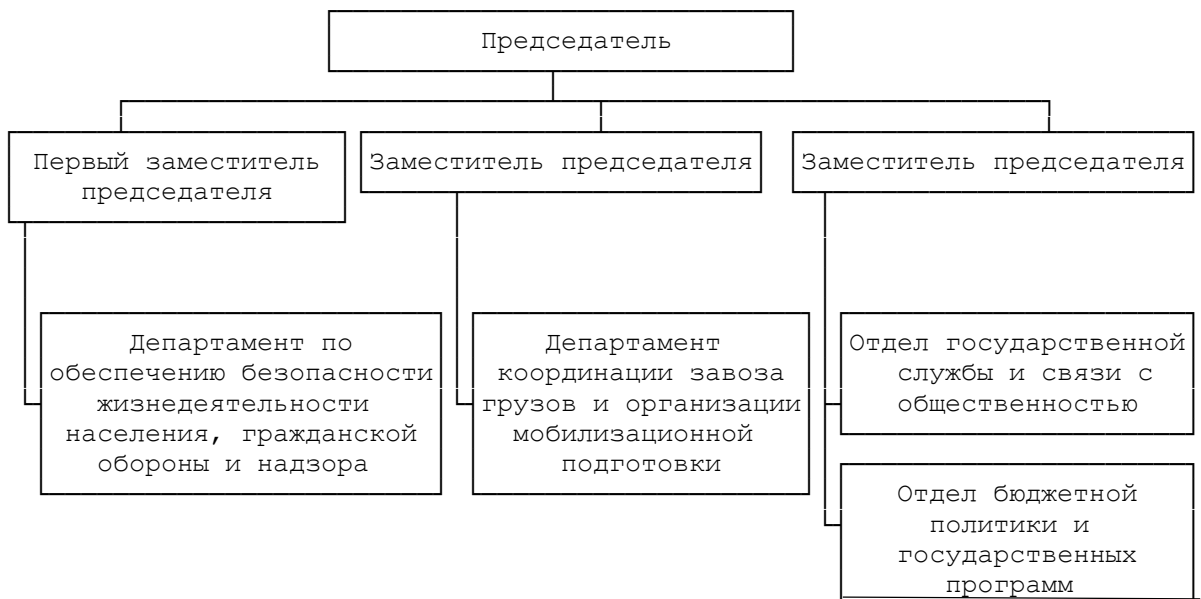 Председатель
Первый заместитель
председателя
Заместитель председателя
Заместитель председателя
Департамент по
обеспечению безопасности
жизнедеятельности
населения, гражданской
обороны и надзора
Департамент
координации завоза
грузов и организации
мобилизационной
подготовки
Отдел государственной
службы и связи с
общественностью
Отдел бюджетной
политики и
государственных
программ